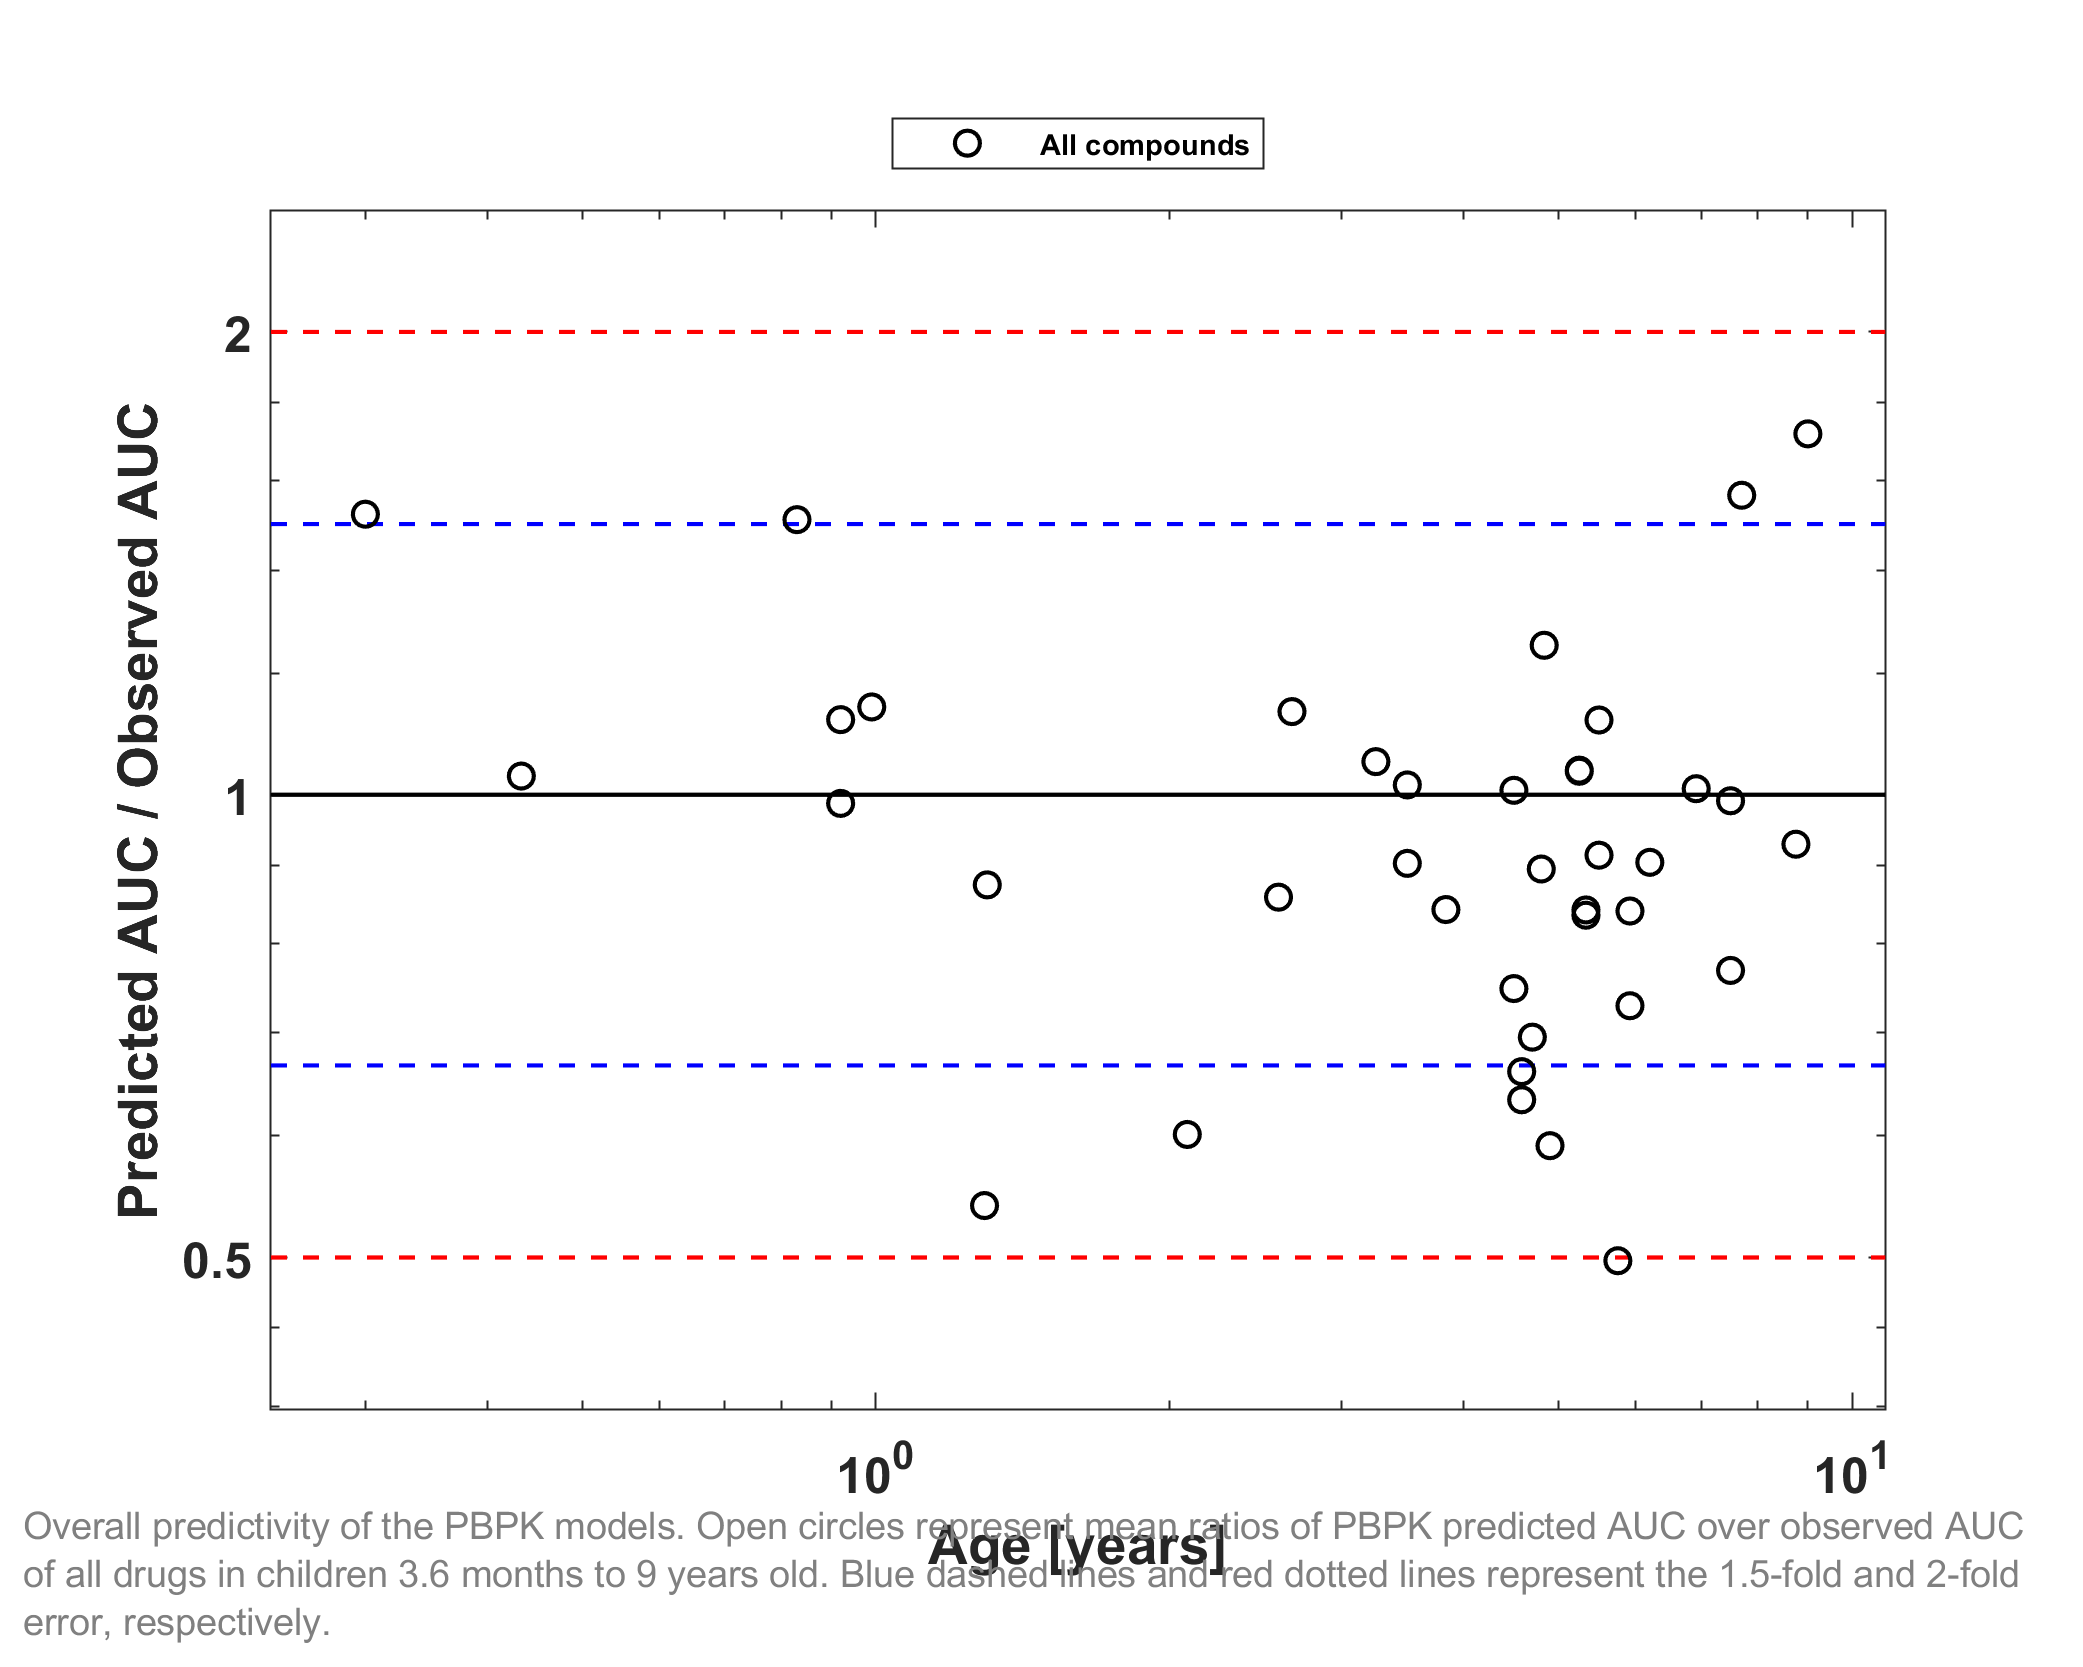 All compounds
Predicted AUC / Observed AUC
2
1
0.5
10^0
10^1
Age [years]
Overall predictivity of the PBPK models. Open circles represent mean ratios of PBPK predicted AUC over observed AUC
of all drugs in children 3.6 months to 9 years old. Blue dashed lines and red dotted lines represent the 1.5-fold and 2-fold
error, respectively.